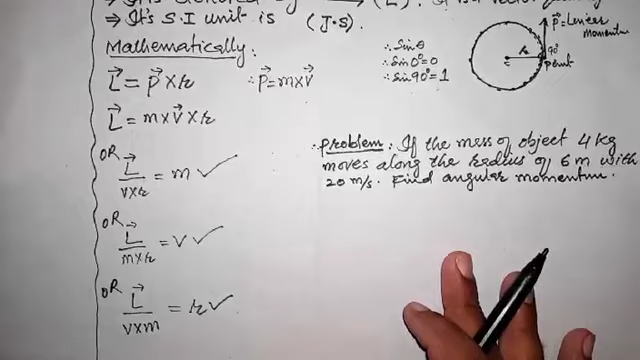 ⇒ It's S.I unit is (J.S)
Mathematically:
L⃗ = P⃗ × r ∴ P⃗ = m×v⃗
L⃗ = m×v⃗ × r
OR L⃗/v×r = m ✓
OR L⃗/m×r = v ✓
OR L⃗/v×m = r ✓
∴ Sinθ
∴ Sin0°=0
∴ Sin90°=1
P⃗=Linear
momentum
r
90°
c
point
∴ Problem: If the mess of object 4 kg
moves along the radius of 6 m with
20 m/s. Find angular momentum.